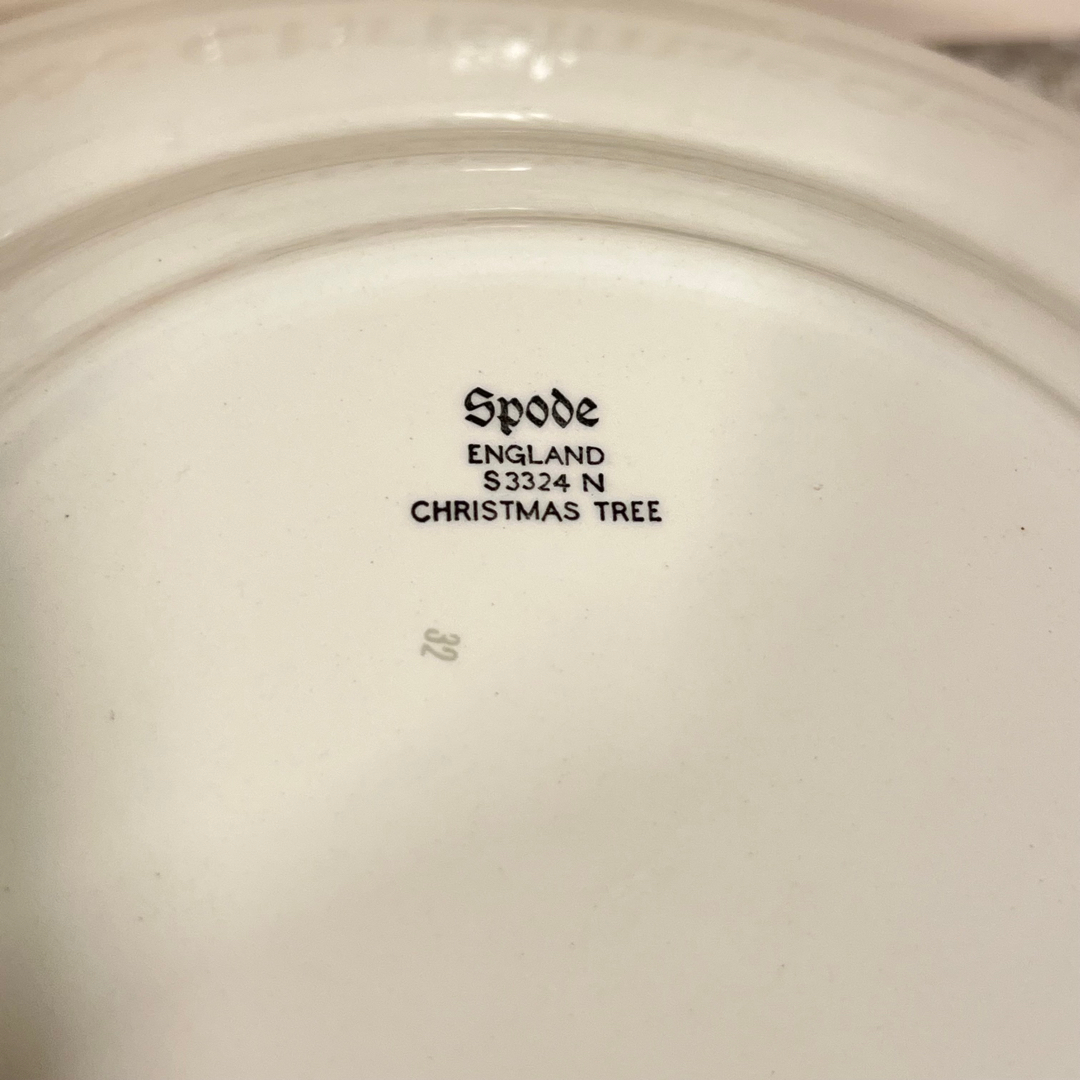 Spode
ENGLAND
S3324 N
CHRISTMAS TREE
32